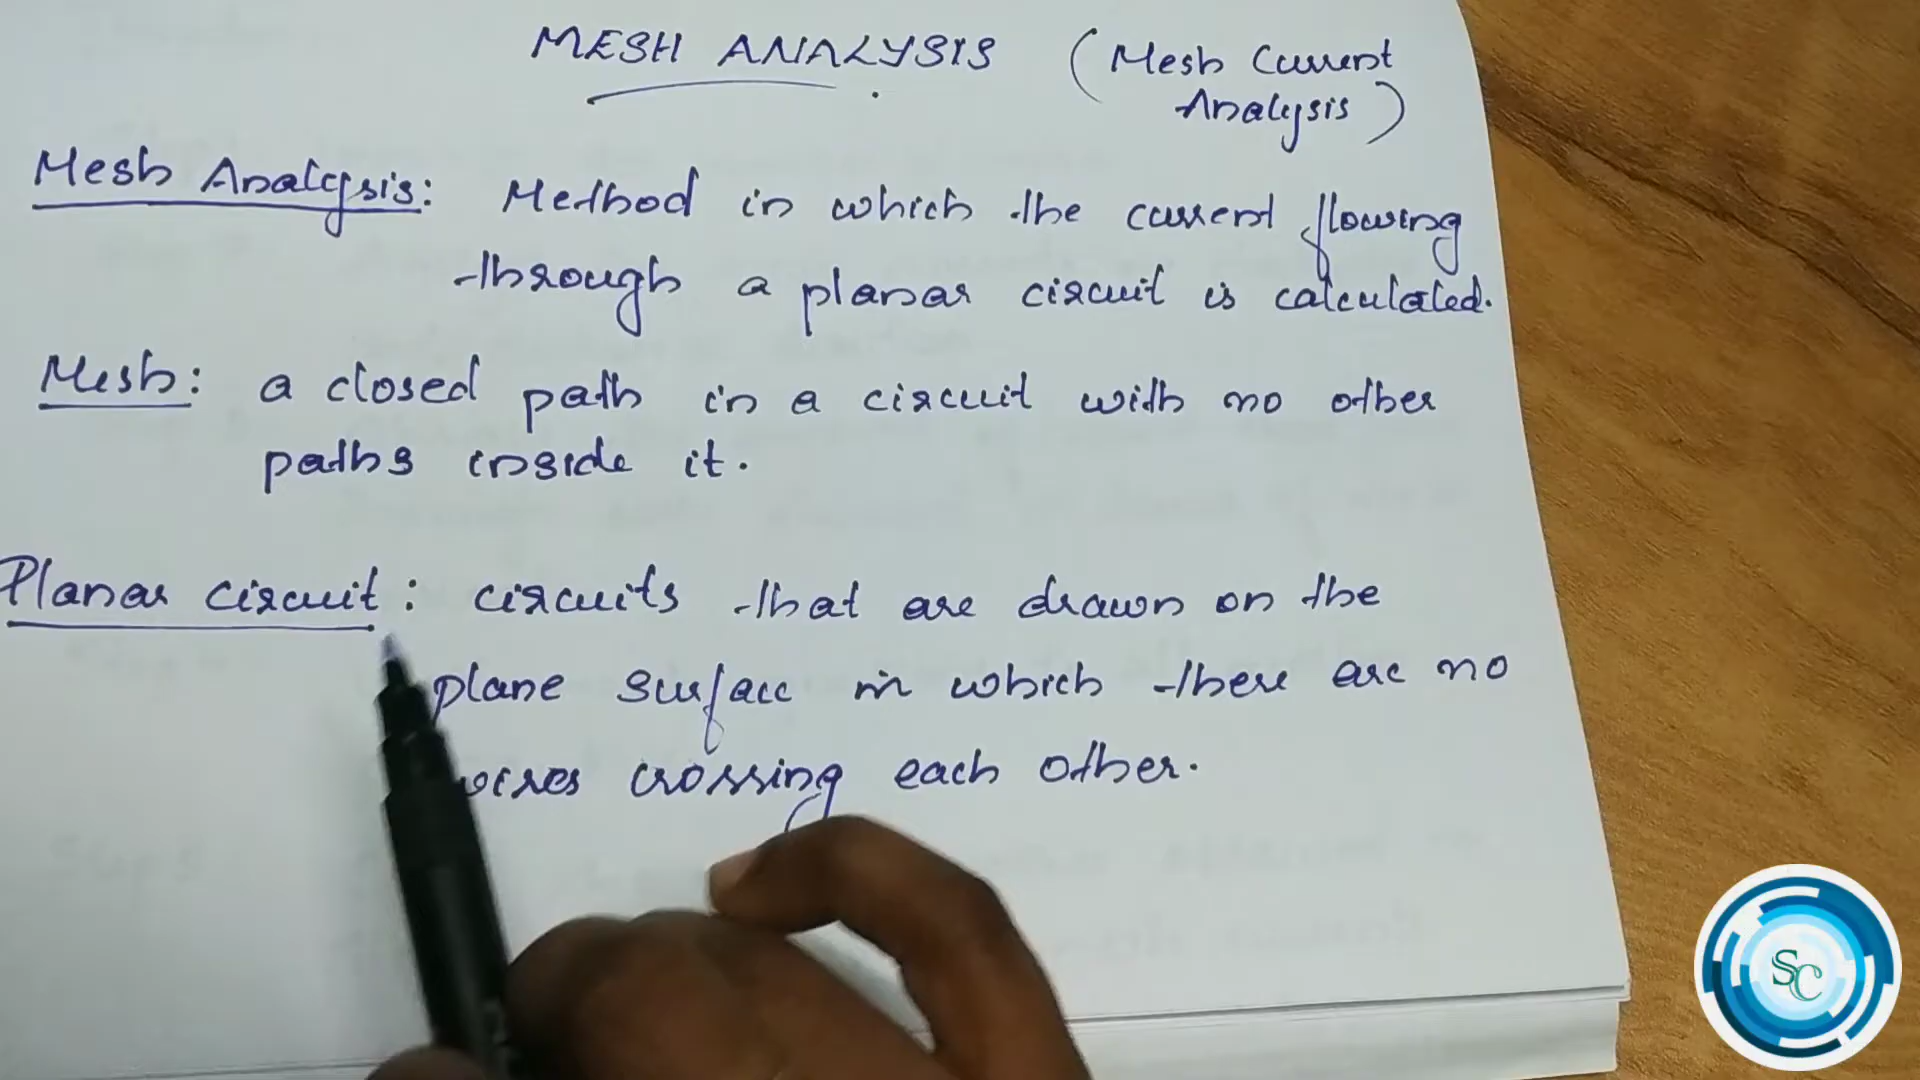 MESH ANALYSIS (Mesh Current
Analysis)
Mesh Analysis: Method in which the current flowing
through a planar circuit is calculated.
Mesh: a closed path in a circuit with no other
paths inside it.
Planar circuit: circuits that are drawn on the
plane surface in which there are no
wires crossing each other.
SC